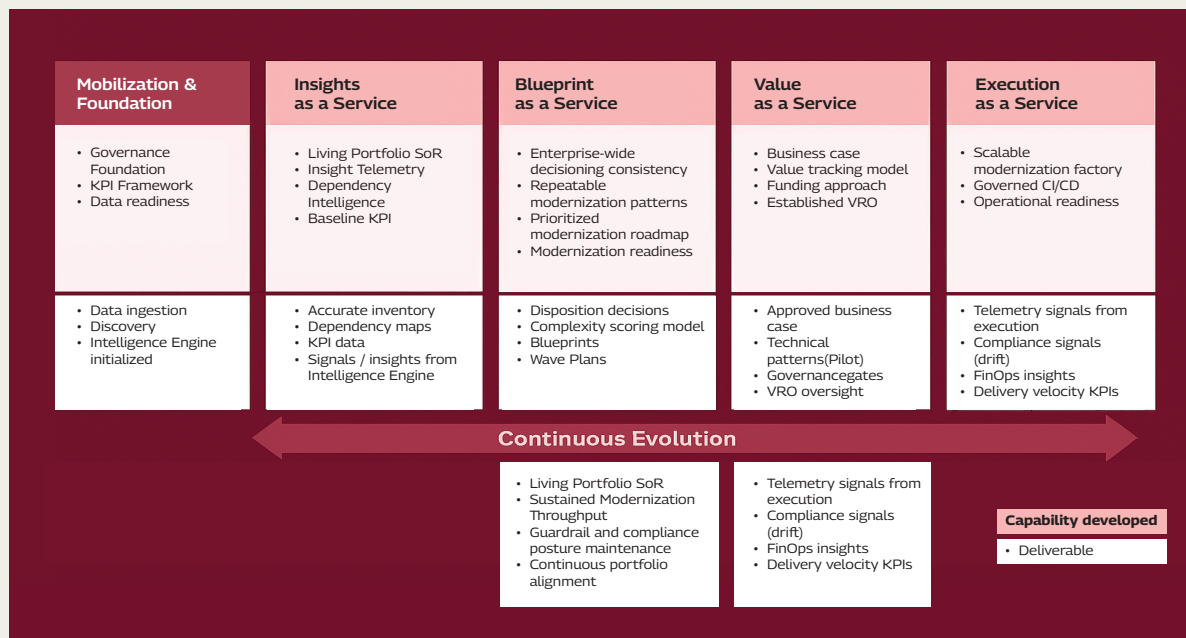 Mobilization &
Foundation
• Governance
Foundation
• KPI Framework
• Data readiness
• Data ingestion
• Discovery
• Intelligence Engine
initialized
Insights
as a Service
• Living Portfolio SoR
• Insight Telemetry
• Dependency
Intelligence
• Baseline KPI
• Accurate inventory
• Dependency maps
• KPI data
• Signals / insights from
Intelligence Engine
Blueprint
as a Service
• Enterprise-wide
decisioning consistency
• Repeatable
modernization patterns
• Prioritized
modernization roadmap
• Modernization readiness
• Disposition decisions
• Complexity scoring model
• Blueprints
• Wave Plans
Value
as a Service
• Business case
• Value tracking model
• Funding approach
• Established VRO
• Approved business
case
• Technical
patterns(Pilot)
• Governancegates
• VRO oversight
Execution
as a Service
• Scalable
modernization factory
• Governed CI/CD
• Operational readiness
• Telemetry signals from
execution
• Compliance signals
(drift)
• FinOps insights
• Delivery velocity KPIs
Continuous Evolution
• Living Portfolio SoR
• Sustained Modernization
Throughput
• Guardrail and compliance
posture maintenance
• Continuous portfolio
alignment
• Telemetry signals from
execution
• Compliance signals
(drift)
• FinOps insights
• Delivery velocity KPIs
Capability developed
• Deliverable